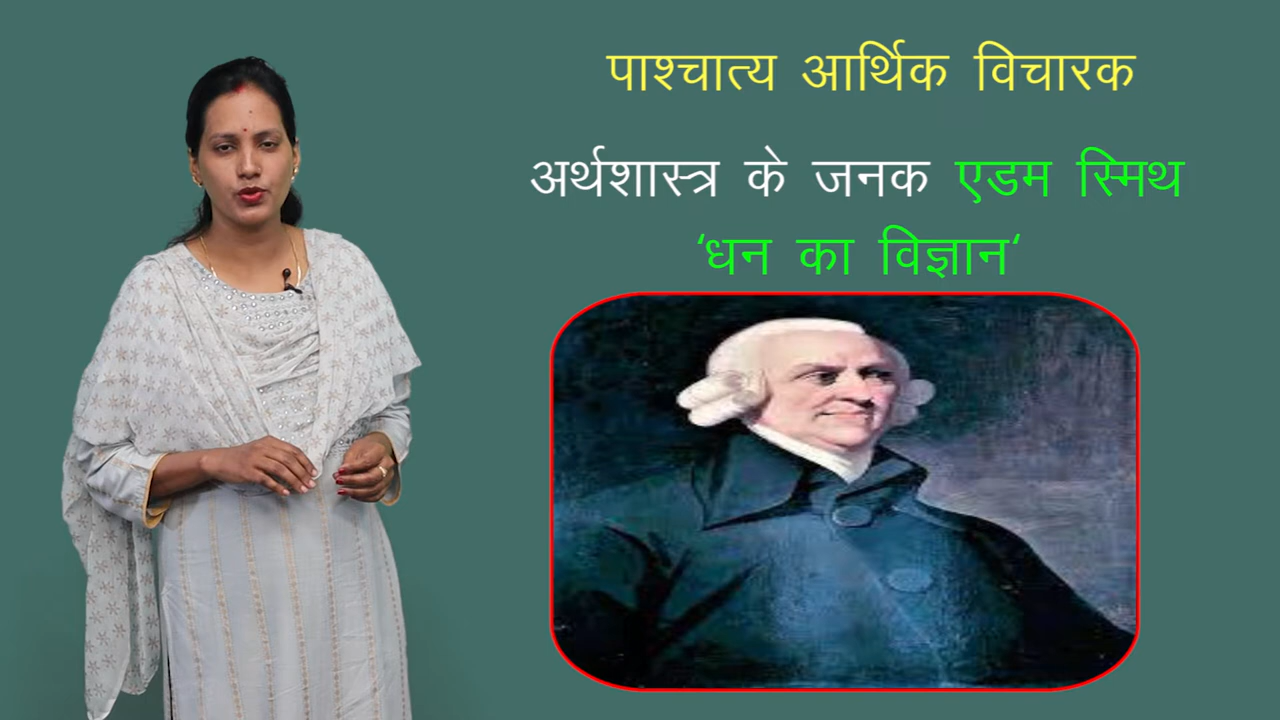 पाश्चात्य आर्थिक विचारक
अर्थशास्त्र के जनक एडम स्मिथ
‘धन का विज्ञान‘